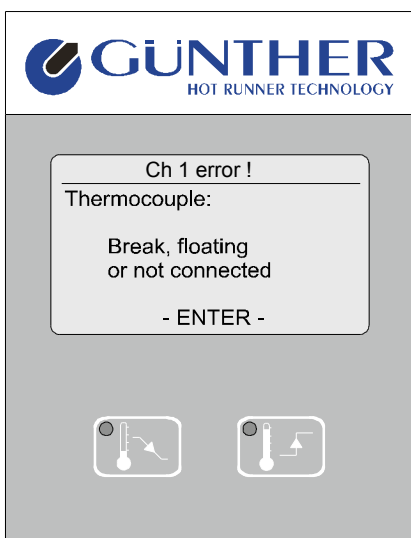 GÜNTHER
HOT RUNNER TECHNOLOGY
Ch 1 error !
Thermocouple:
Break, floating
or not connected
- ENTER -